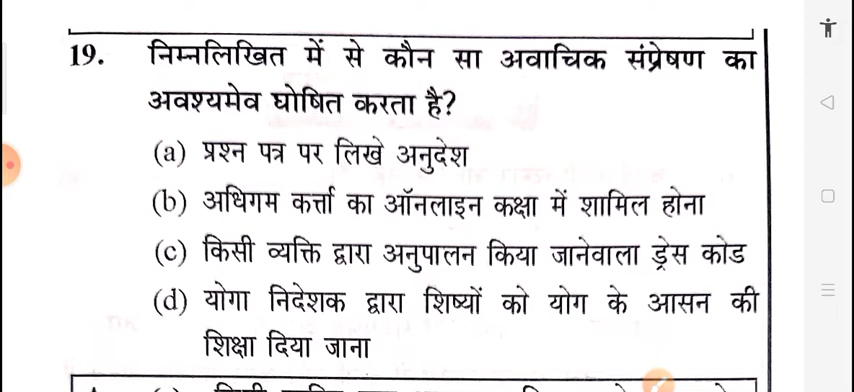 19. निम्नलिखित में से कौन सा अवाचिक संप्रेषण का
अवश्यमेव घोषित करता है?
(a) प्रश्न पत्र पर लिखे अनुदेश
(b) अधिगम कर्त्ता का ऑनलाइन कक्षा में शामिल होना
(c) किसी व्यक्ति द्वारा अनुपालन किया जानेवाला ड्रेस कोड
(d) योगा निदेशक द्वारा शिष्यों को योग के आसन की
शिक्षा दिया जाना